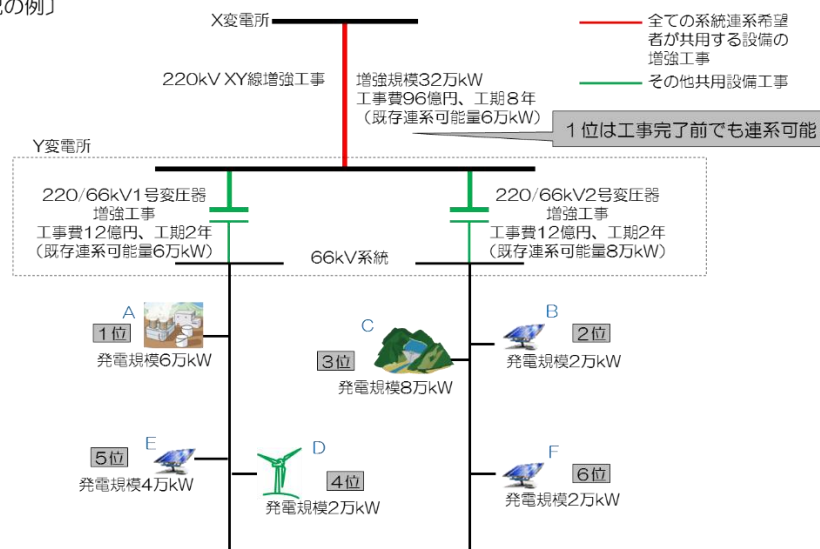 況の例〕
X変電所
全ての系統連系希望
者が共用する設備の
増強工事
その他共用設備工事
220kV XY線増強工事
増強規模32万kW
工事費96億円、工期8年
（既存連系可能量6万kW）
1位は工事完了前でも連系可能
Y変電所
220/66kV1号変圧器
増強工事
工事費12億円、工期2年
（既存連系可能量6万kW）
220/66kV2号変圧器
増強工事
工事費12億円、工期2年
（既存連系可能量8万kW）
66kV系統
A
1位
発電規模6万kW
C
3位
発電規模8万kW
B
2位
発電規模2万kW
E
5位
発電規模4万kW
D
4位
発電規模2万kW
F
6位
発電規模2万kW